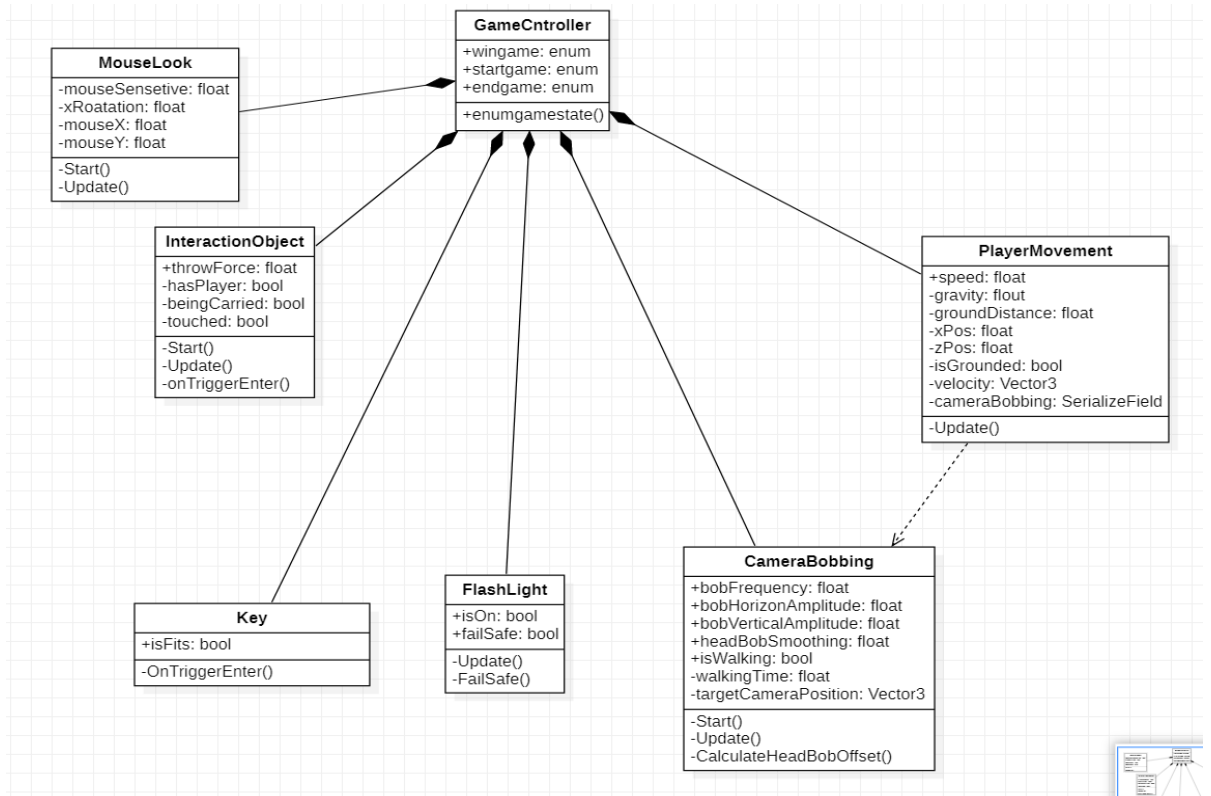 GameCntroller
+wingame: enum
+startgame: enum
+endgame: enum
+enumgamestate()
MouseLook
-mouseSensetive: float
-xRoatation: float
-mouseX: float
-mouseY: float
-Start()
-Update()
InteractionObject
+throwForce: float
-hasPlayer: bool
-beingCarried: bool
-touched: bool
-Start()
-Update()
-onTriggerEnter()
PlayerMovement
+speed: float
-gravity: flout
-groundDistance: float
-xPos: float
-zPos: float
-isGrounded: bool
-velocity: Vector3
-cameraBobbing: SerializeField
-Update()
Key
+isFits: bool
-OnTriggerEnter()
FlashLight
+isOn: bool
+failSafe: bool
-Update()
-FailSafe()
CameraBobbing
+bobFrequency: float
+bobHorizonAmplitude: float
+bobVerticalAmplitude: float
+headBobSmoothing: float
+isWalking: bool
-walkingTime: float
-targetCameraPosition: Vector3
-Start()
-Update()
-CalculateHeadBobOffset()